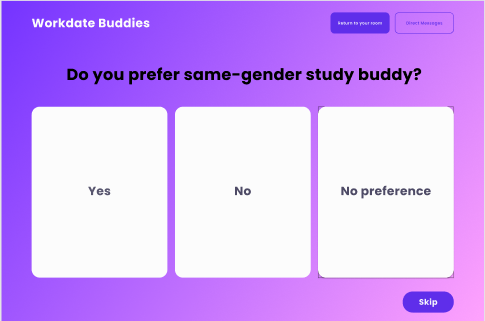 Workdate Buddies
Return to your room
Direct Messages
Do you prefer same-gender study buddy?
Yes
No
No preference
Skip